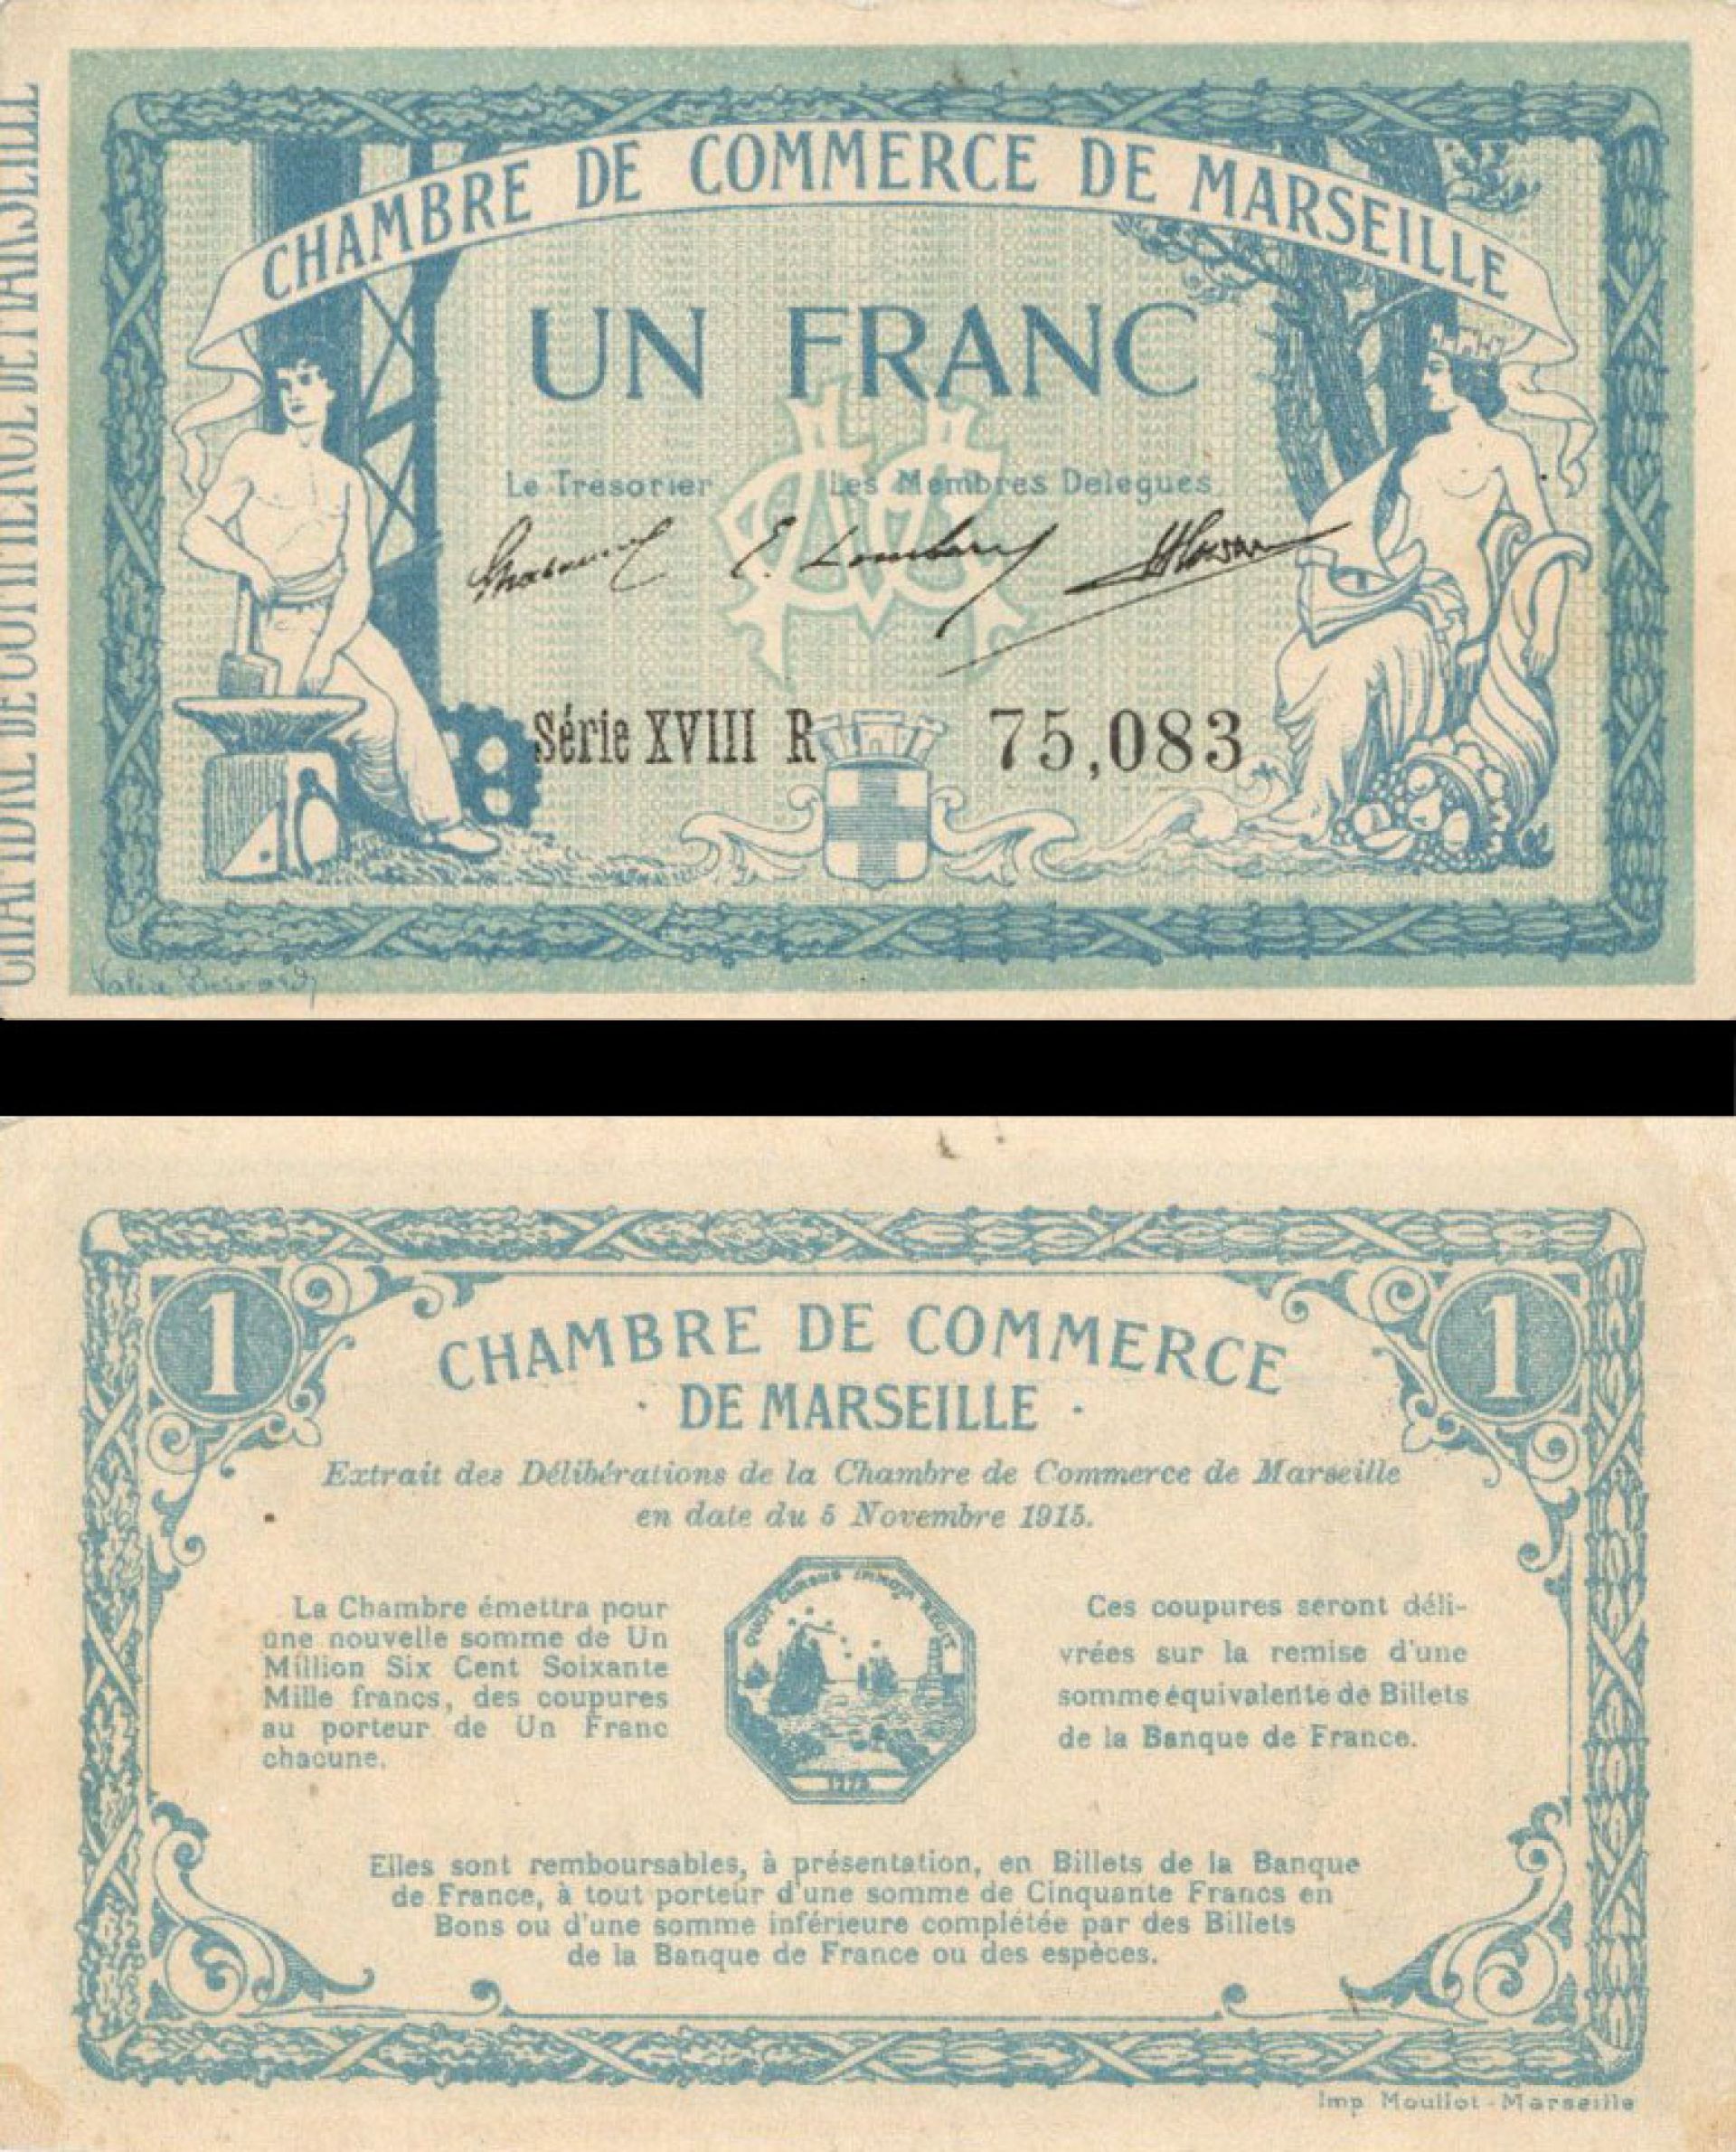 CHAMBRE DE COMMERCE DE MARSEILLE
CHAMBRE DE COMMERCE DE MARSEILLE
UN FRANC
Le Trésorier Les Membres Délégués
E. Lombard
Série XVIII R 75,083
Valère Bernard
1 1
CHAMBRE DE COMMERCE
· DE MARSEILLE ·
Extrait des Délibérations de la Chambre de Commerce de Marseille
en date du 5 Novembre 1915.
La Chambre émettra pour
une nouvelle somme de Un
Million Six Cent Soixante
Mille francs, des coupures
au porteur de Un Franc
chacune.
1775
Ces coupures seront déli-
vrées sur la remise d'une
somme équivalente de Billets
de la Banque de France.
Elles sont remboursables, à présentation, en Billets de la Banque
de France, à tout porteur d'une somme de Cinquante Francs en
Bons ou d'une somme inférieure complétée par des Billets
de la Banque de France ou des espèces.
Imp Moullot - Marseille